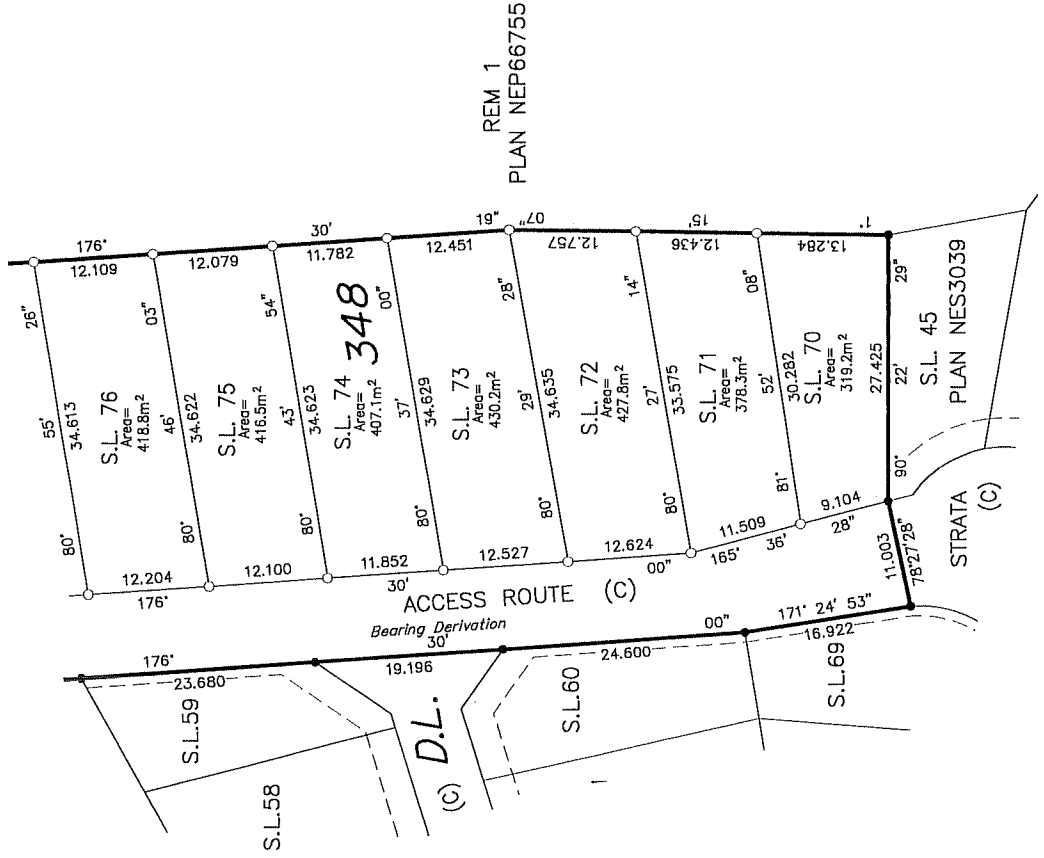 REM 1
PLAN NEP66755
176°
30'
19"
12.109
12.079
11.782
12.451
12.757
12.436
13.284
07"
15'
1°
80°
55'
26"
34.613
S.L. 76
Area=
418.8m²
80°
46'
03"
34.622
S.L. 75
Area=
416.5m²
80°
43'
54"
34.623
S.L. 74
Area=
407.1m²
348
80°
37'
00"
34.629
S.L. 73
Area=
430.2m²
80°
29'
28"
34.635
S.L. 72
Area=
427.8m²
80°
27'
14"
33.575
S.L. 71
Area=
378.3m²
81°
52'
08"
30.282
S.L. 70
Area=
319.2m²
90°
22'
29"
27.425
S.L. 45
PLAN NES3039
12.204
12.100
11.852
12.527
12.624
11.509
9.104
176°
30'
00"
165°
36'
28"
ACCESS ROUTE (C)
Bearing Derivation
176°
30'
00"
23.680
19.196
24.600
171° 24' 53"
16.922
11.003
78°27'28"
STRATA
(C)
S.L.59
S.L.58
(C)
D.L.
S.L.60
S.L.69